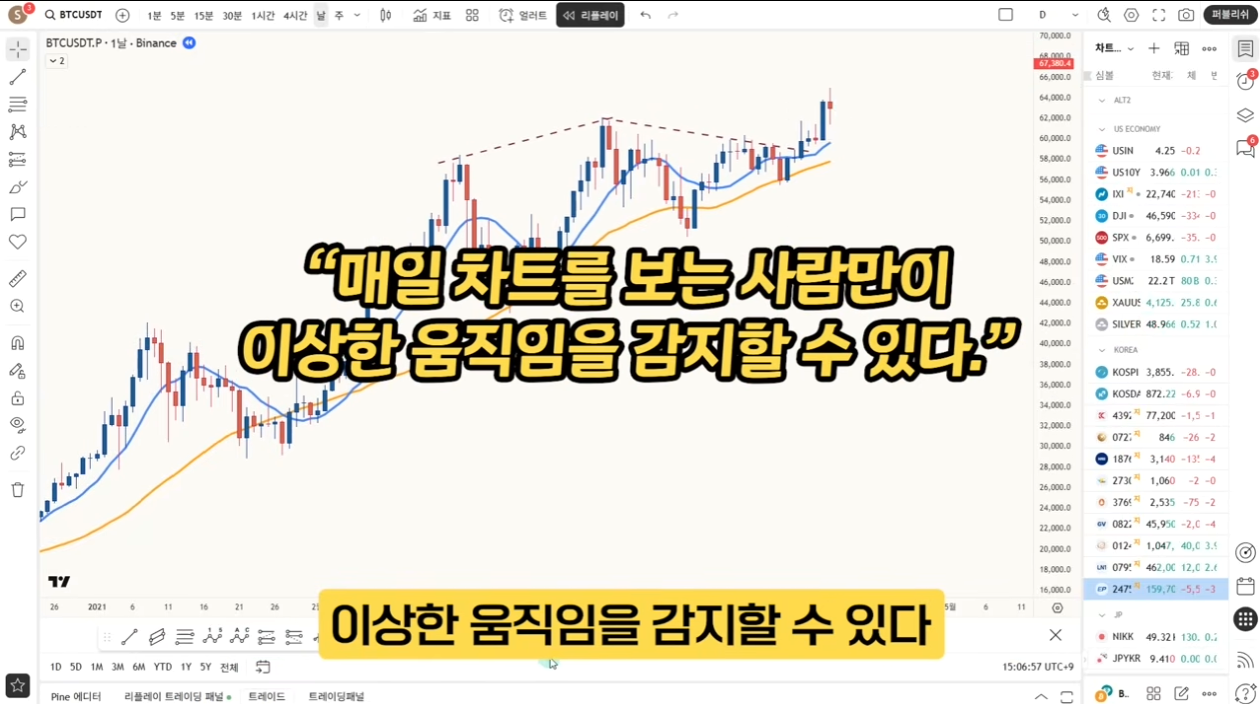 S 3 BTCUSDT 1분 5분 15분 30분 1시간 4시간 날 주 지표 얼러트 리플레이 D 퍼블리쉬
BTCUSDT.P · 1날 · Binance
2
“매일 차트를 보는 사람만이
이상한 움직임을 감지할 수 있다.”
이상한 움직임을 감지할 수 있다
70,000.0
68,000.0
67,380.4
66,000.0
64,000.0
62,000.0
60,000.0
58,000.0
56,000.0
54,000.0
52,000.0
50,000.0
48,000.0
46,000.0
44,000.0
42,000.0
40,000.0
38,000.0
36,000.0
34,000.0
32,000.0
30,000.0
28,000.0
26,000.0
24,000.0
22,000.0
20,000.0
18,000.0
16,000.0
26 2021 6 11 16 21 26 6 11
1D 5D 1M 3M 6M YTD 1Y 5Y 전체
15:06:57 UTC+9
Pine 에디터 리플레이 트레이딩 패널 트레이드 트레이딩패널
차트...
심볼 현재 체
ALT2
US ECONOMY
USIN 4.25 -0.2
US10Y 3.966 0.01
IXI 22,740 -0
DJI 46,590 -0
SPX 6,699. -35. -0
VIX 18.59 0.71 3.9
USM2 22.2T 80B 0.3
XAUUS 4,125. 25.8 0.6
SILVER 48.966 0.52 1.0
KOREA
KOSPI 3,855. -28. -0
KOSDA 872.22 -6.9 -0
439 77,200 -1,5 -1
072 846 -26 -2
1876 3,140 -4
2730 1,060 -2 -0
3769 2,535 -75 -2
082 45,950 -2,0 -4
012 1,047, 40,0 3.9
079 462,00 12,0 2.6
247 159,70 -5,5 -3
JP
NIKK 49.32 130. 0.2
JPYKR 9.410 0.00 0.0
B..
3
6